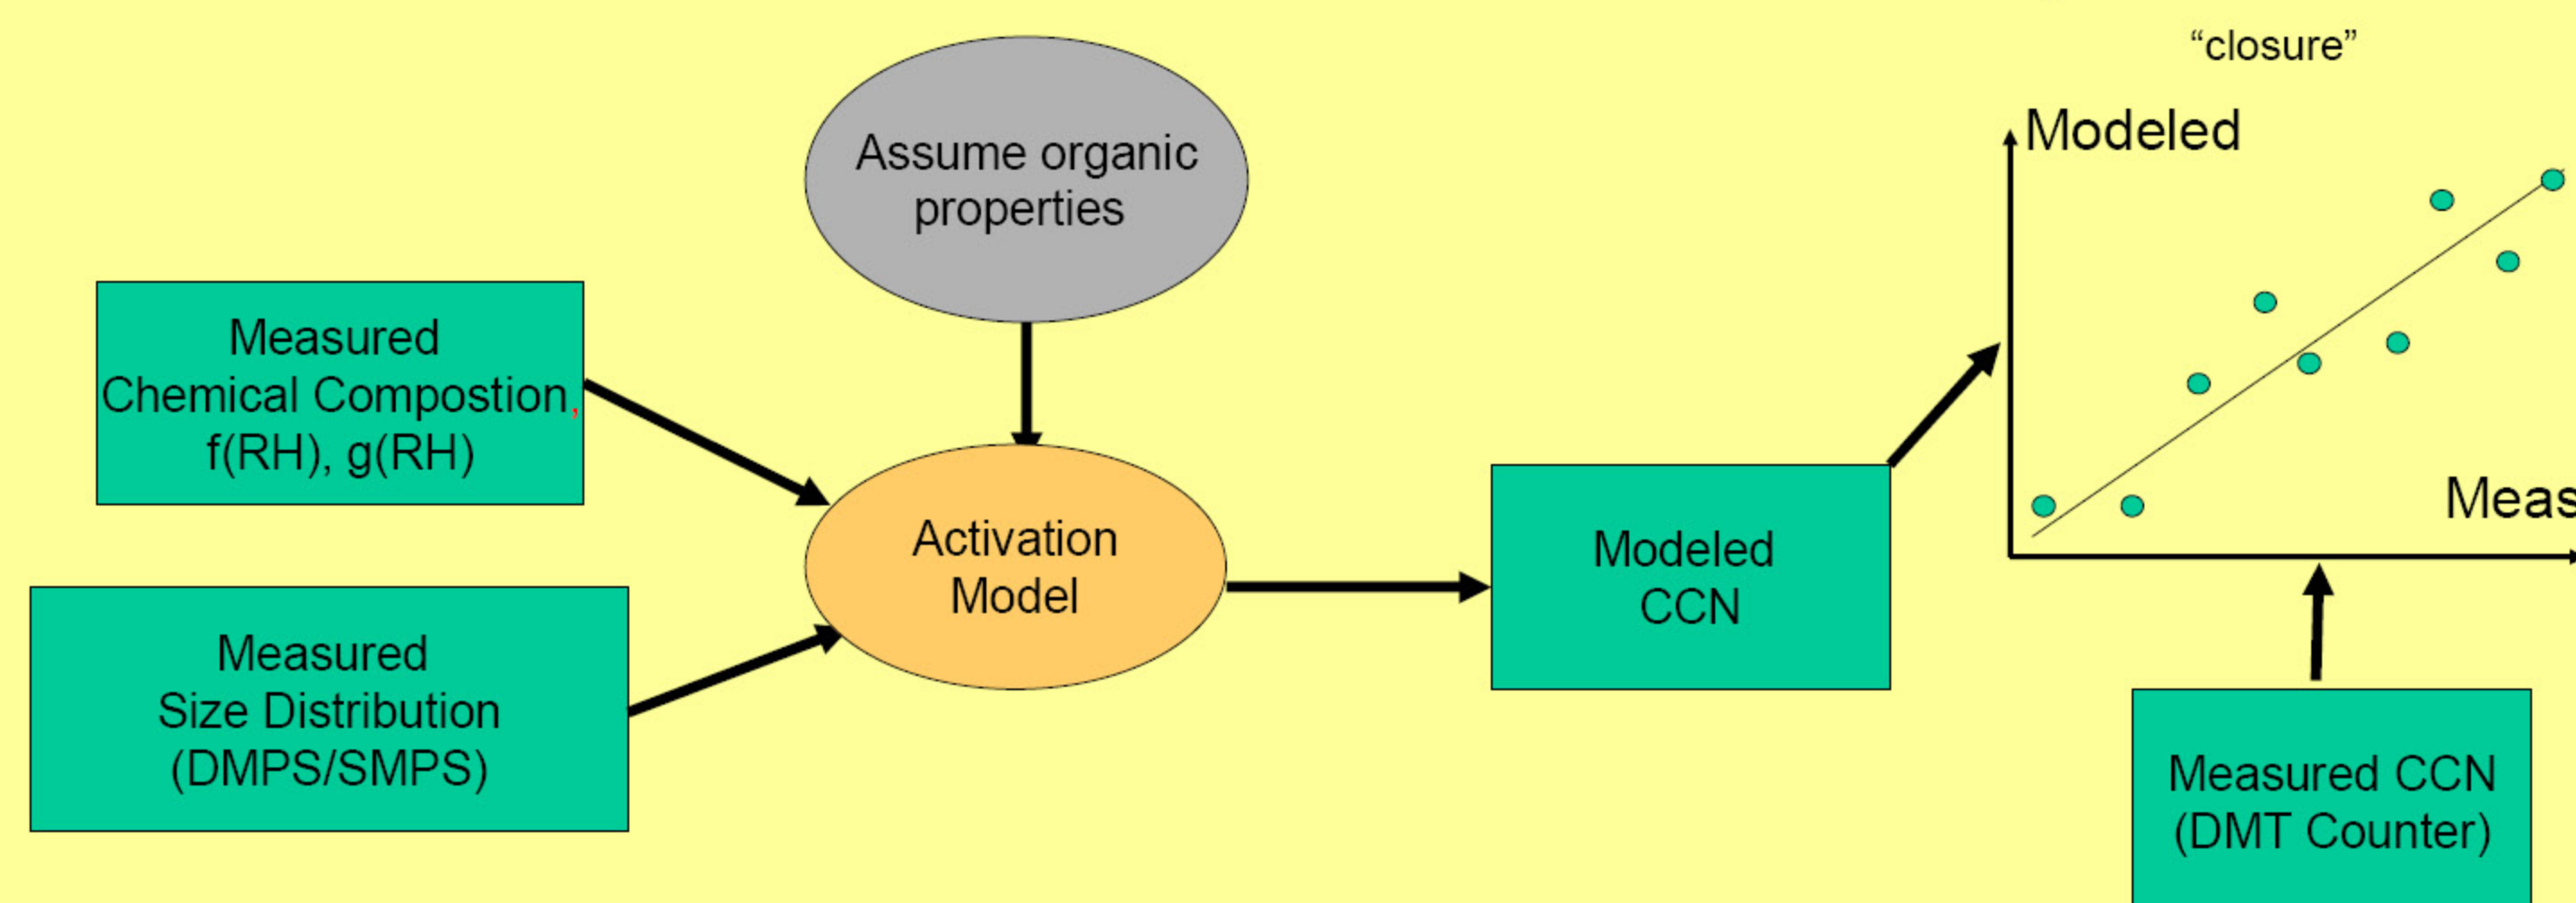 “closure”
Modeled
Assume organic
properties
Measured
Chemical Compostion,
f(RH), g(RH)
Meas
Activation
Model
Modeled
CCN
Measured
Size Distribution
(DMPS/SMPS)
Measured CCN
(DMT Counter)